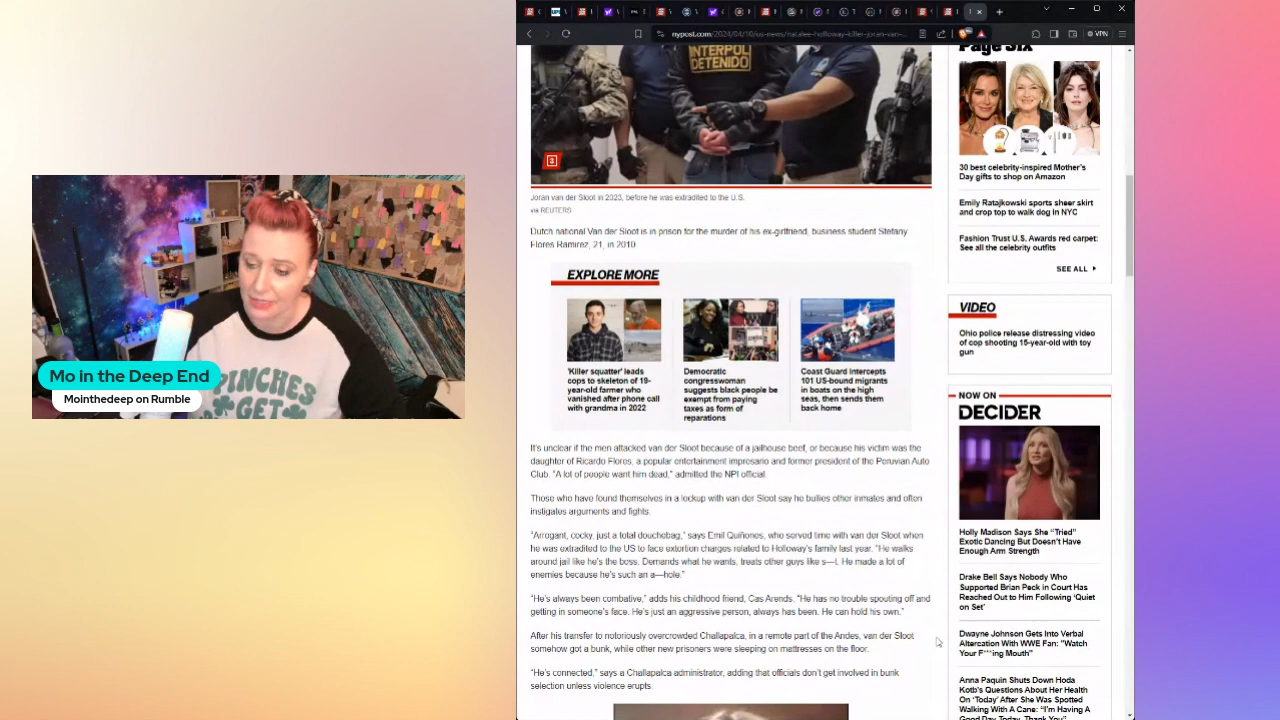 nypost.com/2024/04/18/us-news/natalee-holloway-killer-joran-van-...
VPN
INTERPOL
DETENIDO
Joran van der Sloot in 2023, before he was extradited to the U.S.
via REUTERS
Dutch national Van der Sloot is in prison for the murder of his ex-girlfriend, business student Stefany
Flores Ramirez, 21, in 2010.
EXPLORE MORE
'Killer squatter' leads
cops to skeleton of 19-
year-old farmer who
vanished after phone call
with grandma in 2022
Democratic
congresswoman
suggests black people be
exempt from paying
taxes as form of
reparations
Coast Guard intercepts
101 US-bound migrants
in boats on the high
seas, then sends them
back home
It's unclear if the men attacked van der Sloot because of a jailhouse beef, or because his victim was the
daughter of Ricardo Flores, a popular entertainment impresario and former president of the Peruvian Auto
Club. "A lot of people want him dead," admitted the NPI official.
Those who have found themselves in a lockup with van der Sloot say he bullies other inmates and often
instigates arguments and fights.
"Arrogant, cocky, just a total douchebag," says Emil Quiñones, who served time with van der Sloot when
he was extradited to the US to face extortion charges related to Holloway's family last year. "He walks
around jail like he's the boss. Demands what he wants, treats other guys like s—t. He made a lot of
enemies because he's such an a—hole."
"He's always been combative," adds his childhood friend, Cas Arends. "He has no trouble spouting off and
getting in someone's face. He's just an aggressive person, always has been. He can hold his own."
After his transfer to notoriously overcrowded Challapalca, in a remote part of the Andes, van der Sloot
somehow got a bunk, while other new prisoners were sleeping on mattresses on the floor.
"He's connected," says a Challapalca administrator, adding that officials don't get involved in bunk
selection unless violence erupts.
Page Six
30 best celebrity-inspired Mother's
Day gifts to shop on Amazon
Emily Ratajkowski sports sheer skirt
and crop top to walk dog in NYC
Fashion Trust U.S. Awards red carpet:
See all the celebrity outfits
SEE ALL
VIDEO
Ohio police release distressing video
of cop shooting 15-year-old with toy
gun
NOW ON
DECIDER
Holly Madison Says She "Tried"
Exotic Dancing But Doesn't Have
Enough Arm Strength
Drake Bell Says Nobody Who
Supported Brian Peck in Court Has
Reached Out to Him Following 'Quiet
on Set'
Dwayne Johnson Gets Into Verbal
Altercation With WWE Fan: "Watch
Your F***ing Mouth"
Anna Paquin Shuts Down Hoda
Kotb's Questions About Her Health
On 'Today' After She Was Spotted
Walking With A Cane: "I'm Having A
Good Day Today, Thank You"
PINCHES
GET
Mo in the Deep End
Mointhedeep on Rumble